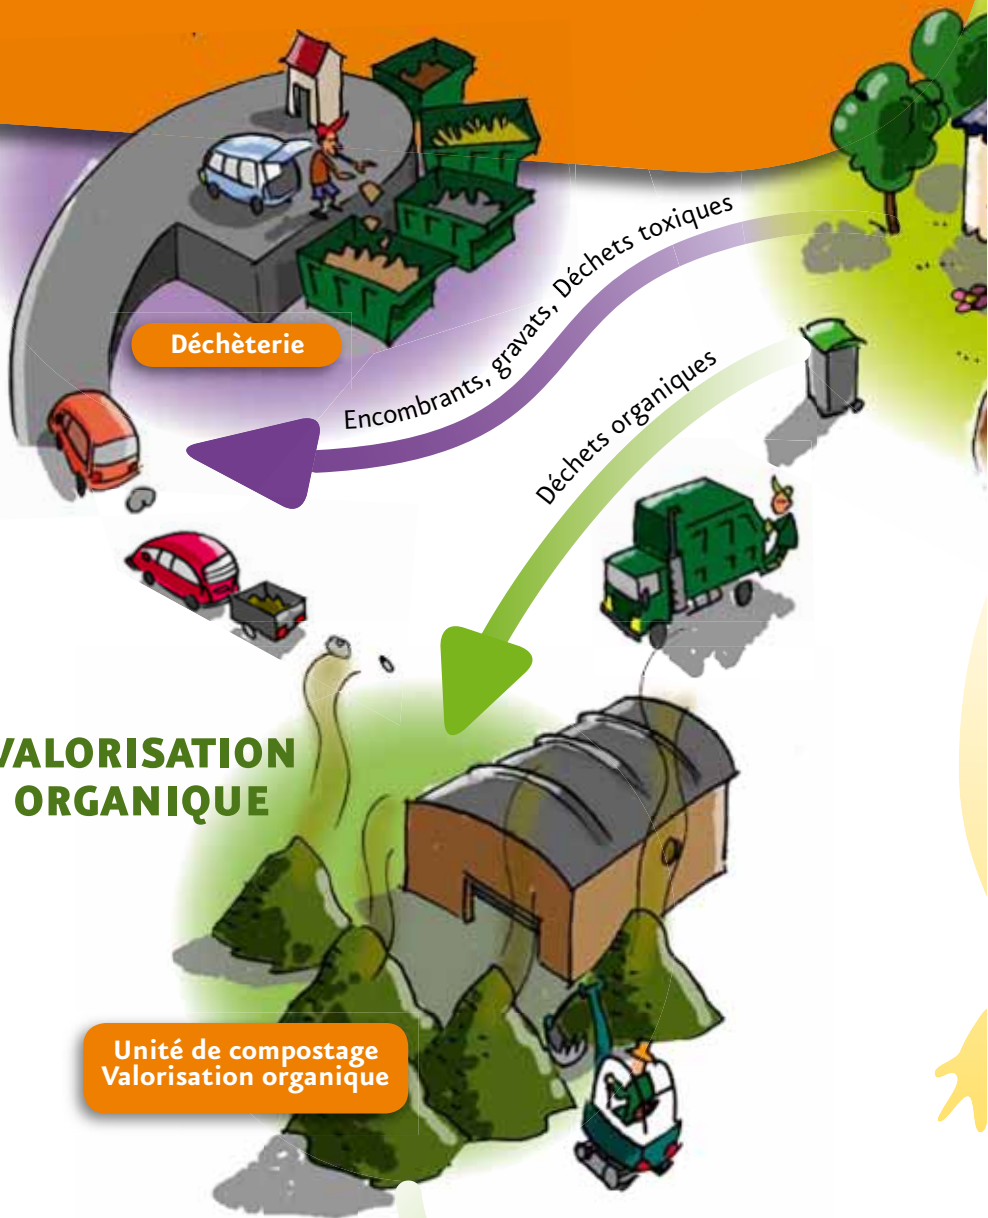 Déchèterie
Encombrants, gravats, Déchets toxiques
Déchets organiques
VALORISATION
ORGANIQUE
Unité de compostage
Valorisation organique